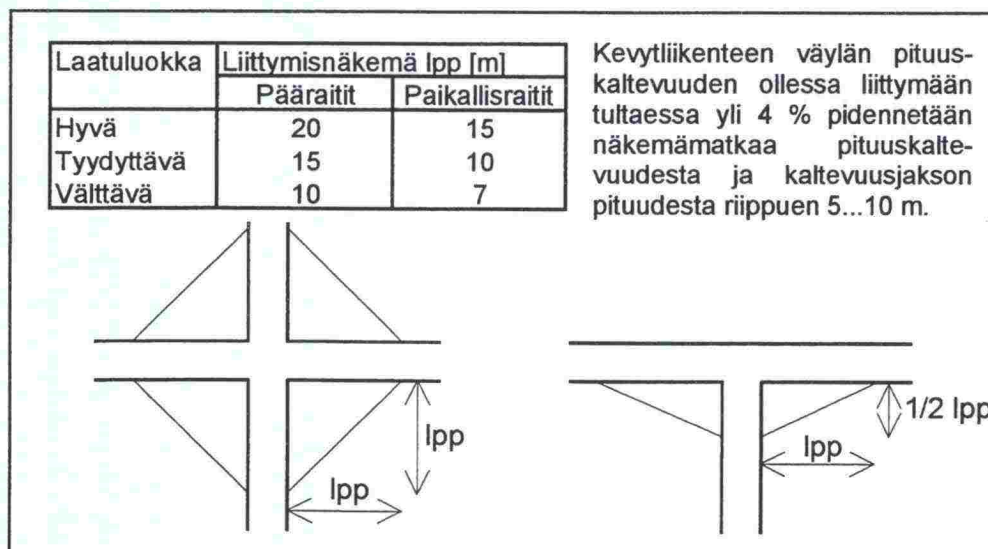 Laatuluokka Liittymisnäkemä lpp [m]
Pääraitit Paikallisraitit
Hyvä 20 15
Tyydyttävä 15 10
Välttävä 10 7
Kevytliikenteen väylän pituus-
kaltevuuden ollessa liittymään
tultaessa yli 4 % pidennetään
näkemämatkaa pituuskalte-
vuudesta ja kaltevuusjakson
pituudesta riippuen 5...10 m.
lpp
lpp
1/2 lpp
lpp